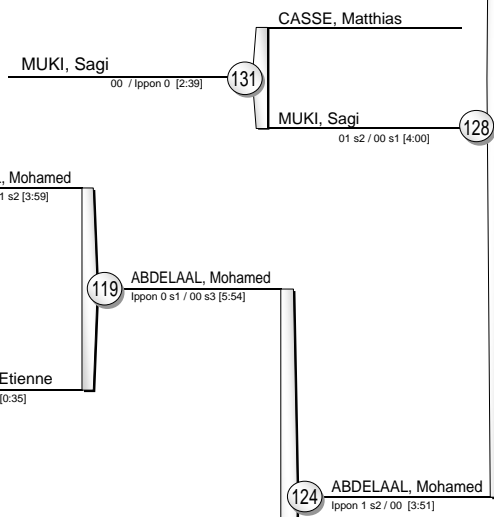 CASSE, Matthias
MUKI, Sagi
00 / Ippon 0 [2:39]
131
MUKI, Sagi
01 s2 / 00 s1 [4:00]
128
, Mohamed
1 s2 [3:59]
119
ABDELAAL, Mohamed
Ippon 0 s1 / 00 s3 [5:54]
Etienne
[0:35]
124
ABDELAAL, Mohamed
Ippon 1 s2 / 00 [3:51]